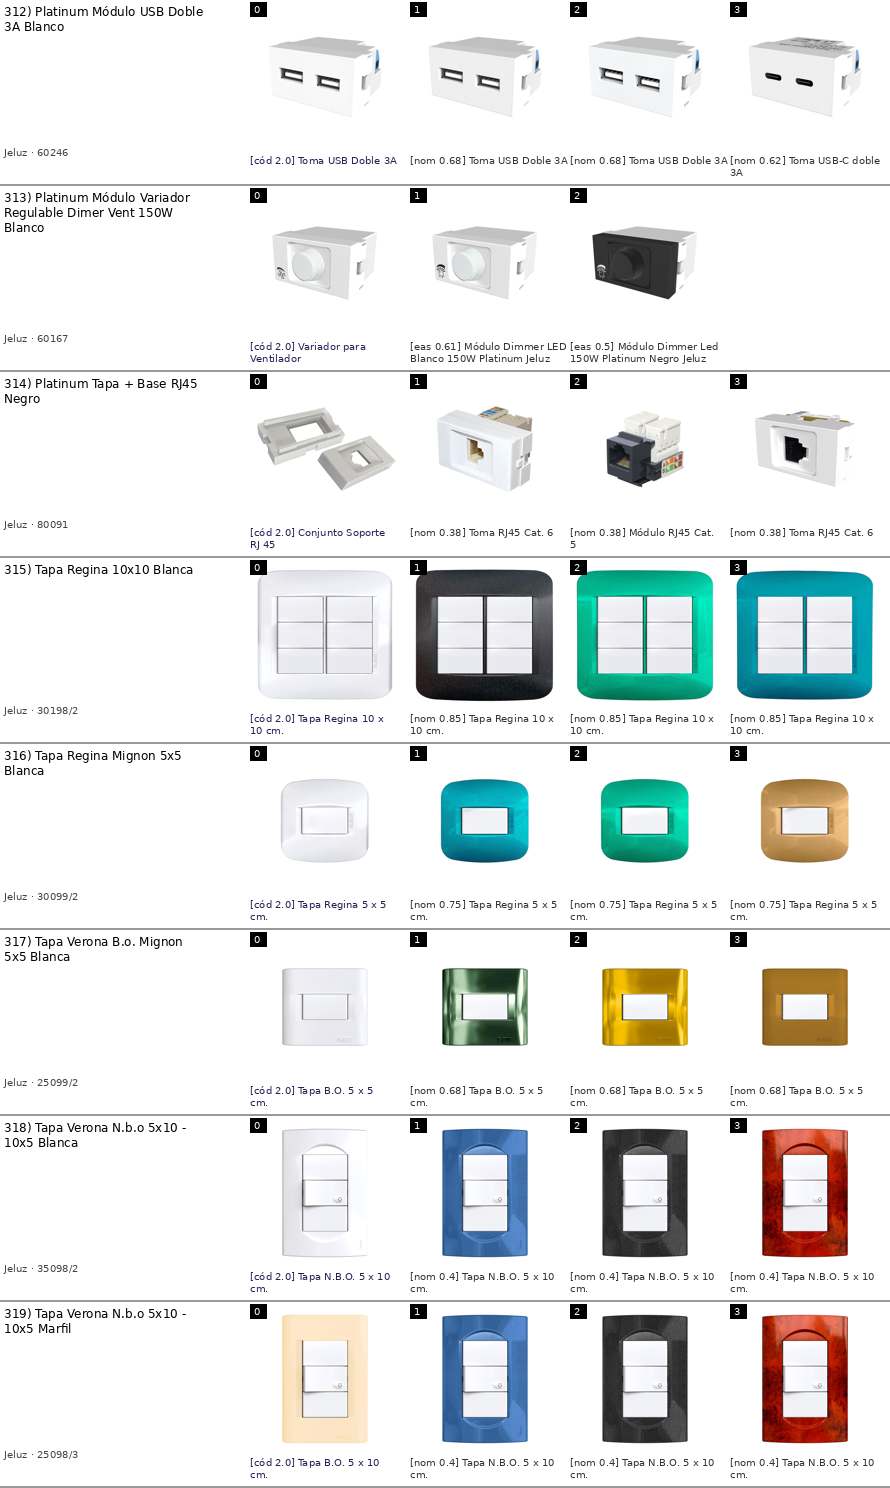 312) Platinum Módulo USB Doble
3A Blanco
Jeluz · 60246
0
1
2
3
[cód 2.0] Toma USB Doble 3A
[nom 0.68] Toma USB Doble 3A
[nom 0.68] Toma USB Doble 3A
[nom 0.62] Toma USB-C doble
3A
313) Platinum Módulo Variador
Regulable Dimer Vent 150W
Blanco
Jeluz · 60167
0
1
2
[cód 2.0] Variador para
Ventilador
[eas 0.61] Módulo Dimmer LED
Blanco 150W Platinum Jeluz
[eas 0.5] Módulo Dimmer Led
150W Platinum Negro Jeluz
314) Platinum Tapa + Base RJ45
Negro
Jeluz · 80091
0
1
2
3
[cód 2.0] Conjunto Soporte
RJ 45
[nom 0.38] Toma RJ45 Cat. 6
[nom 0.38] Módulo RJ45 Cat.
5
[nom 0.38] Toma RJ45 Cat. 6
315) Tapa Regina 10x10 Blanca
Jeluz · 30198/2
0
1
2
3
[cód 2.0] Tapa Regina 10 x
10 cm.
[nom 0.85] Tapa Regina 10 x
10 cm.
[nom 0.85] Tapa Regina 10 x
10 cm.
[nom 0.85] Tapa Regina 10 x
10 cm.
316) Tapa Regina Mignon 5x5
Blanca
Jeluz · 30099/2
0
1
2
3
[cód 2.0] Tapa Regina 5 x 5
cm.
[nom 0.75] Tapa Regina 5 x 5
cm.
[nom 0.75] Tapa Regina 5 x 5
cm.
[nom 0.75] Tapa Regina 5 x 5
cm.
317) Tapa Verona B.o. Mignon
5x5 Blanca
Jeluz · 25099/2
0
1
2
3
[cód 2.0] Tapa B.O. 5 x 5
cm.
[nom 0.68] Tapa B.O. 5 x 5
cm.
[nom 0.68] Tapa B.O. 5 x 5
cm.
[nom 0.68] Tapa B.O. 5 x 5
cm.
318) Tapa Verona N.b.o 5x10 -
10x5 Blanca
Jeluz · 35098/2
0
1
2
3
[cód 2.0] Tapa N.B.O. 5 x 10
cm.
[nom 0.4] Tapa N.B.O. 5 x 10
cm.
[nom 0.4] Tapa N.B.O. 5 x 10
cm.
[nom 0.4] Tapa N.B.O. 5 x 10
cm.
319) Tapa Verona N.b.o 5x10 -
10x5 Marfil
Jeluz · 25098/3
0
1
2
3
[cód 2.0] Tapa B.O. 5 x 10
cm.
[nom 0.4] Tapa N.B.O. 5 x 10
cm.
[nom 0.4] Tapa N.B.O. 5 x 10
cm.
[nom 0.4] Tapa N.B.O. 5 x 10
cm.